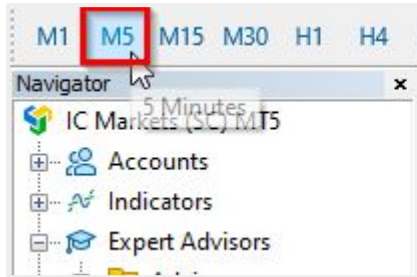 M1 M5 M15 M30 H1 H4
Navigator
5 Minutes
IC Markets (SC) MT5
Accounts
Indicators
Expert Advisors